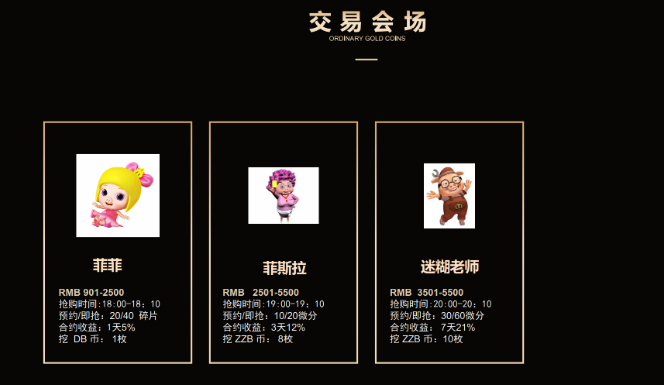 交易会场
ORDINARY GOLD COINS
菲菲
RMB 901-2500
抢购时间:18:00-18：10
预约/即抢：20/40 碎片
合约收益：1天5%
挖 DB 币： 1枚
菲斯拉
RMB 2501-5500
抢购时间:19:00-19；10
预约/即抢：10/20微分
合约收益：3天12%
挖 ZZB 币： 8枚
迷糊老师
RMB 3501-5500
抢购时间:20:00-20；10
预约/即抢：30/60微分
合约收益： 7天21%
挖 ZZB 币：10枚